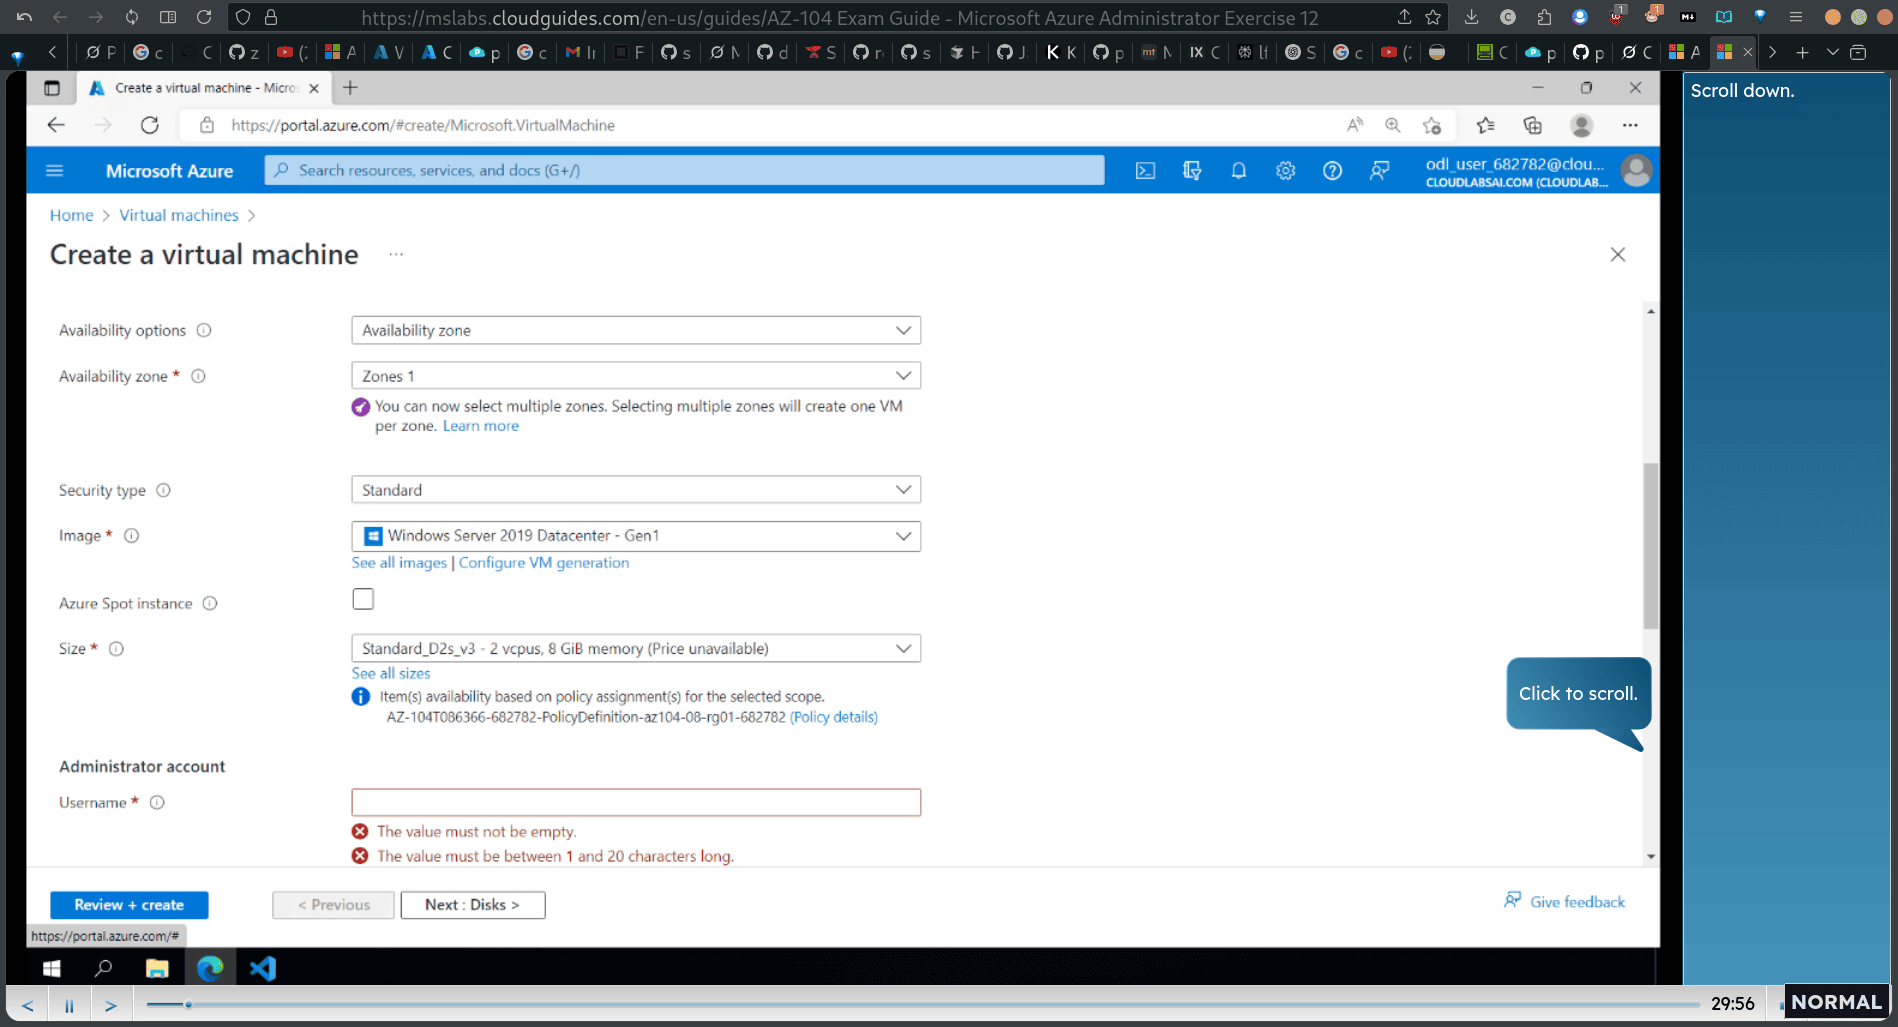 https://mslabs.cloudguides.com/en-us/guides/AZ-104 Exam Guide - Microsoft Azure Administrator Exercise 12
Create a virtual machine - Micros
https://portal.azure.com/#create/Microsoft.VirtualMachine
Microsoft Azure
Search resources, services, and docs (G+/)
odl_user_682782@clou...
CLOUDLABSAI.COM (CLOUDLAB...
Home > Virtual machines >
Create a virtual machine ...
Availability options
Availability zone
Availability zone *
Zones 1
You can now select multiple zones. Selecting multiple zones will create one VM
per zone. Learn more
Security type
Standard
Image *
Windows Server 2019 Datacenter - Gen1
See all images | Configure VM generation
Azure Spot instance
Size *
Standard_D2s_v3 - 2 vcpus, 8 GiB memory (Price unavailable)
See all sizes
Item(s) availability based on policy assignment(s) for the selected scope.
AZ-104T086366-682782-PolicyDefinition-az104-08-rg01-682782 (Policy details)
Administrator account
Username *
The value must not be empty.
The value must be between 1 and 20 characters long.
Review + create
< Previous
Next : Disks >
Give feedback
https://portal.azure.com/#
Scroll down.
Click to scroll.
29:56
NORMAL